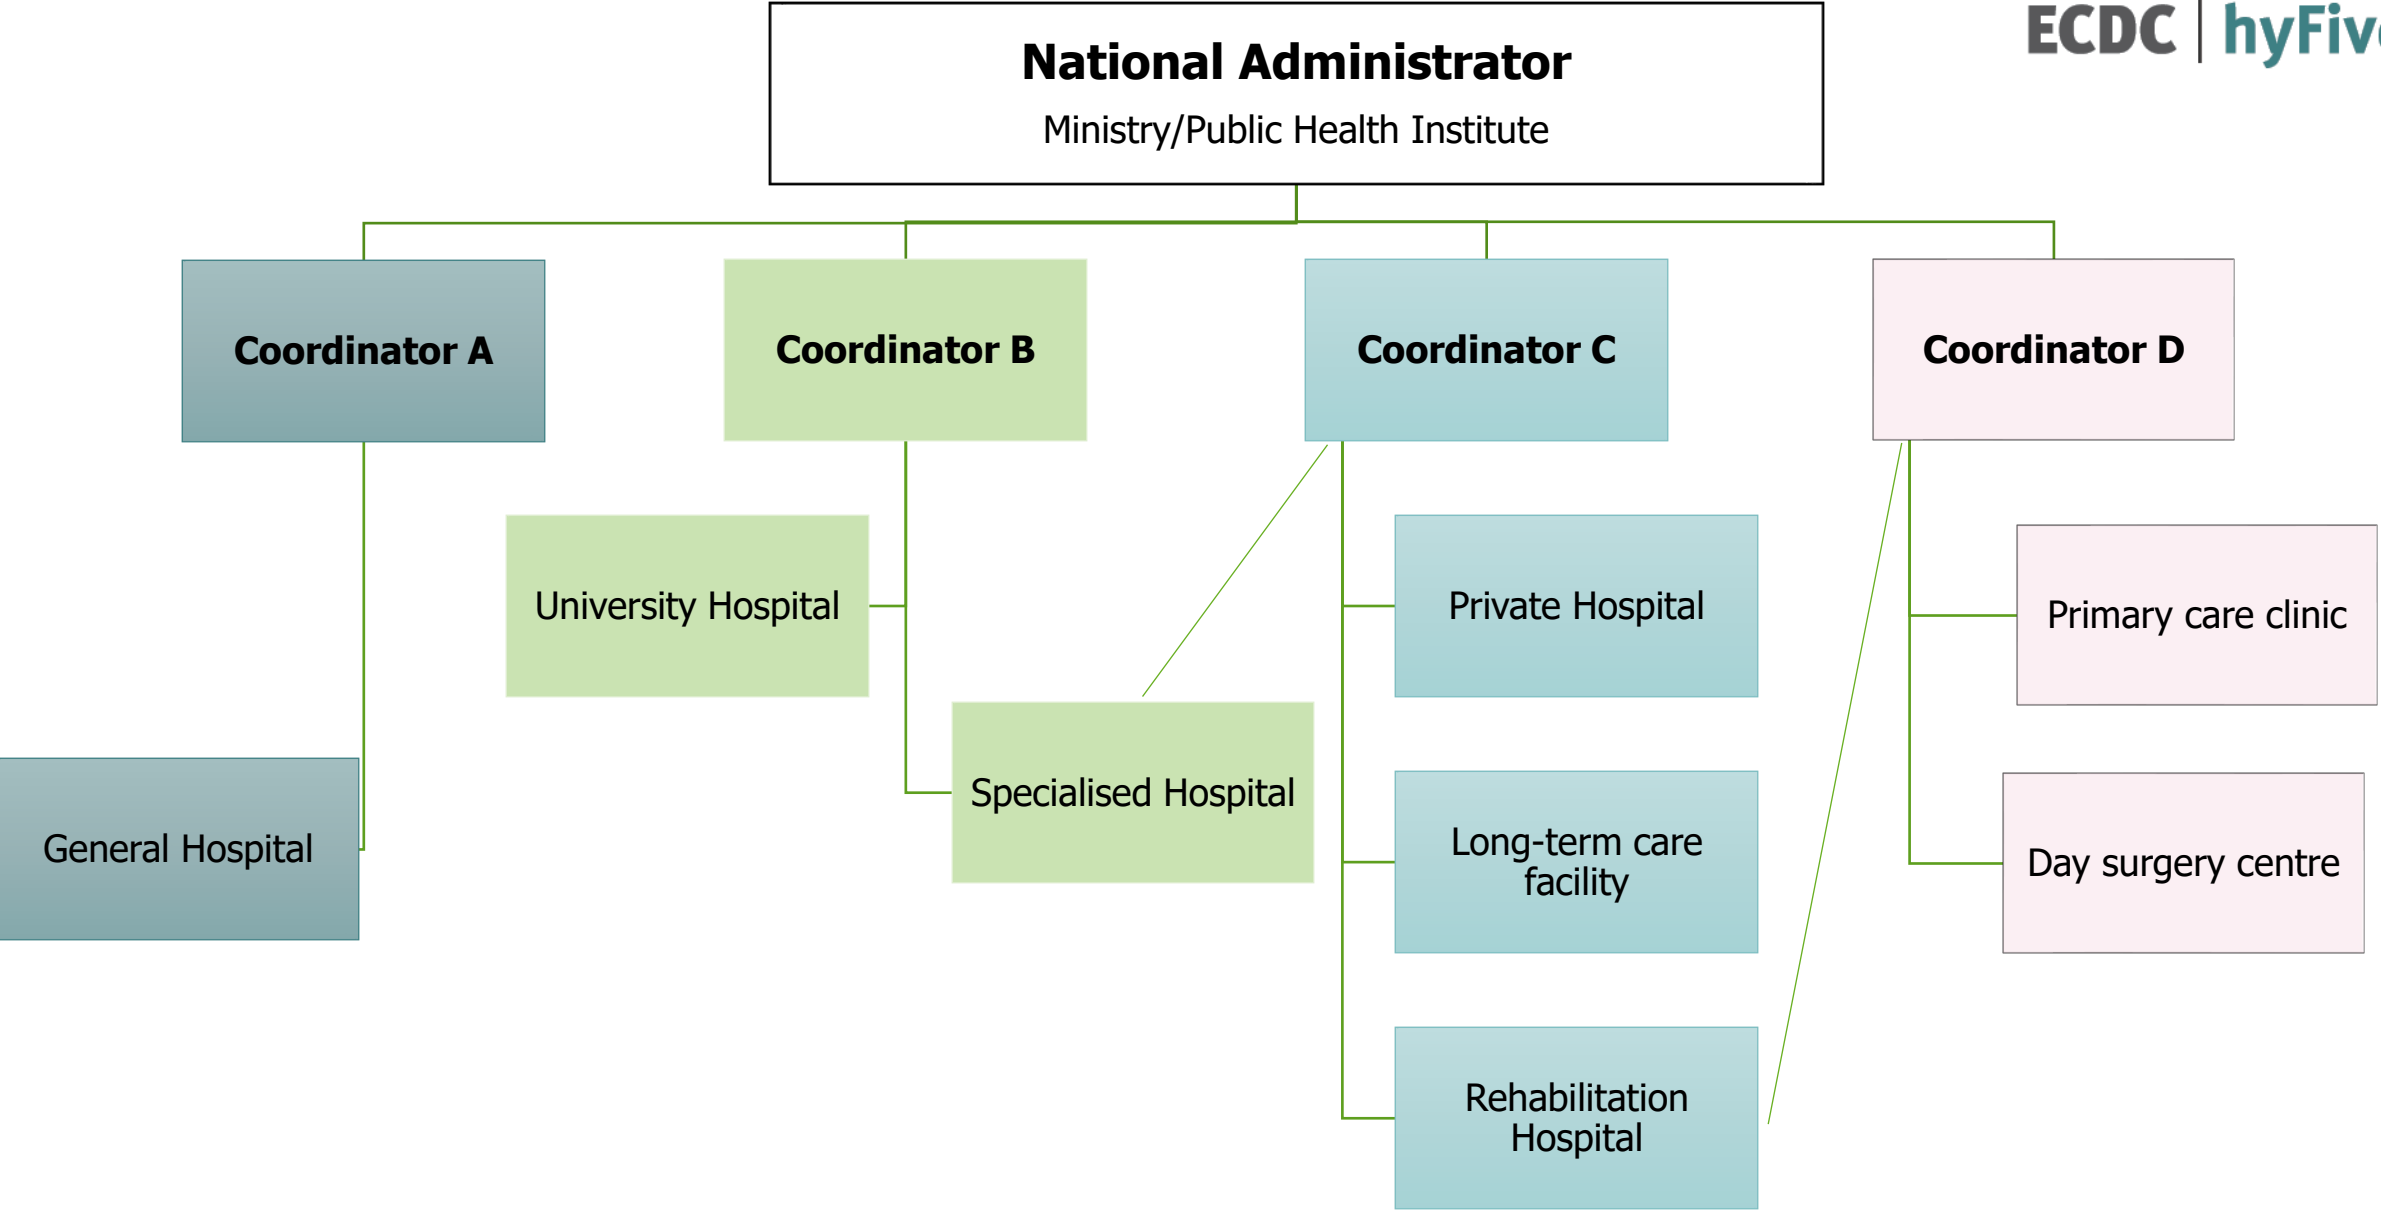 ECDC | hyFive
National Administrator
Ministry/Public Health Institute
Coordinator A
Coordinator B
Coordinator C
Coordinator D
University Hospital
Private Hospital
Primary care clinic
Specialised Hospital
General Hospital
Long-term care
facility
Day surgery centre
Rehabilitation
Hospital